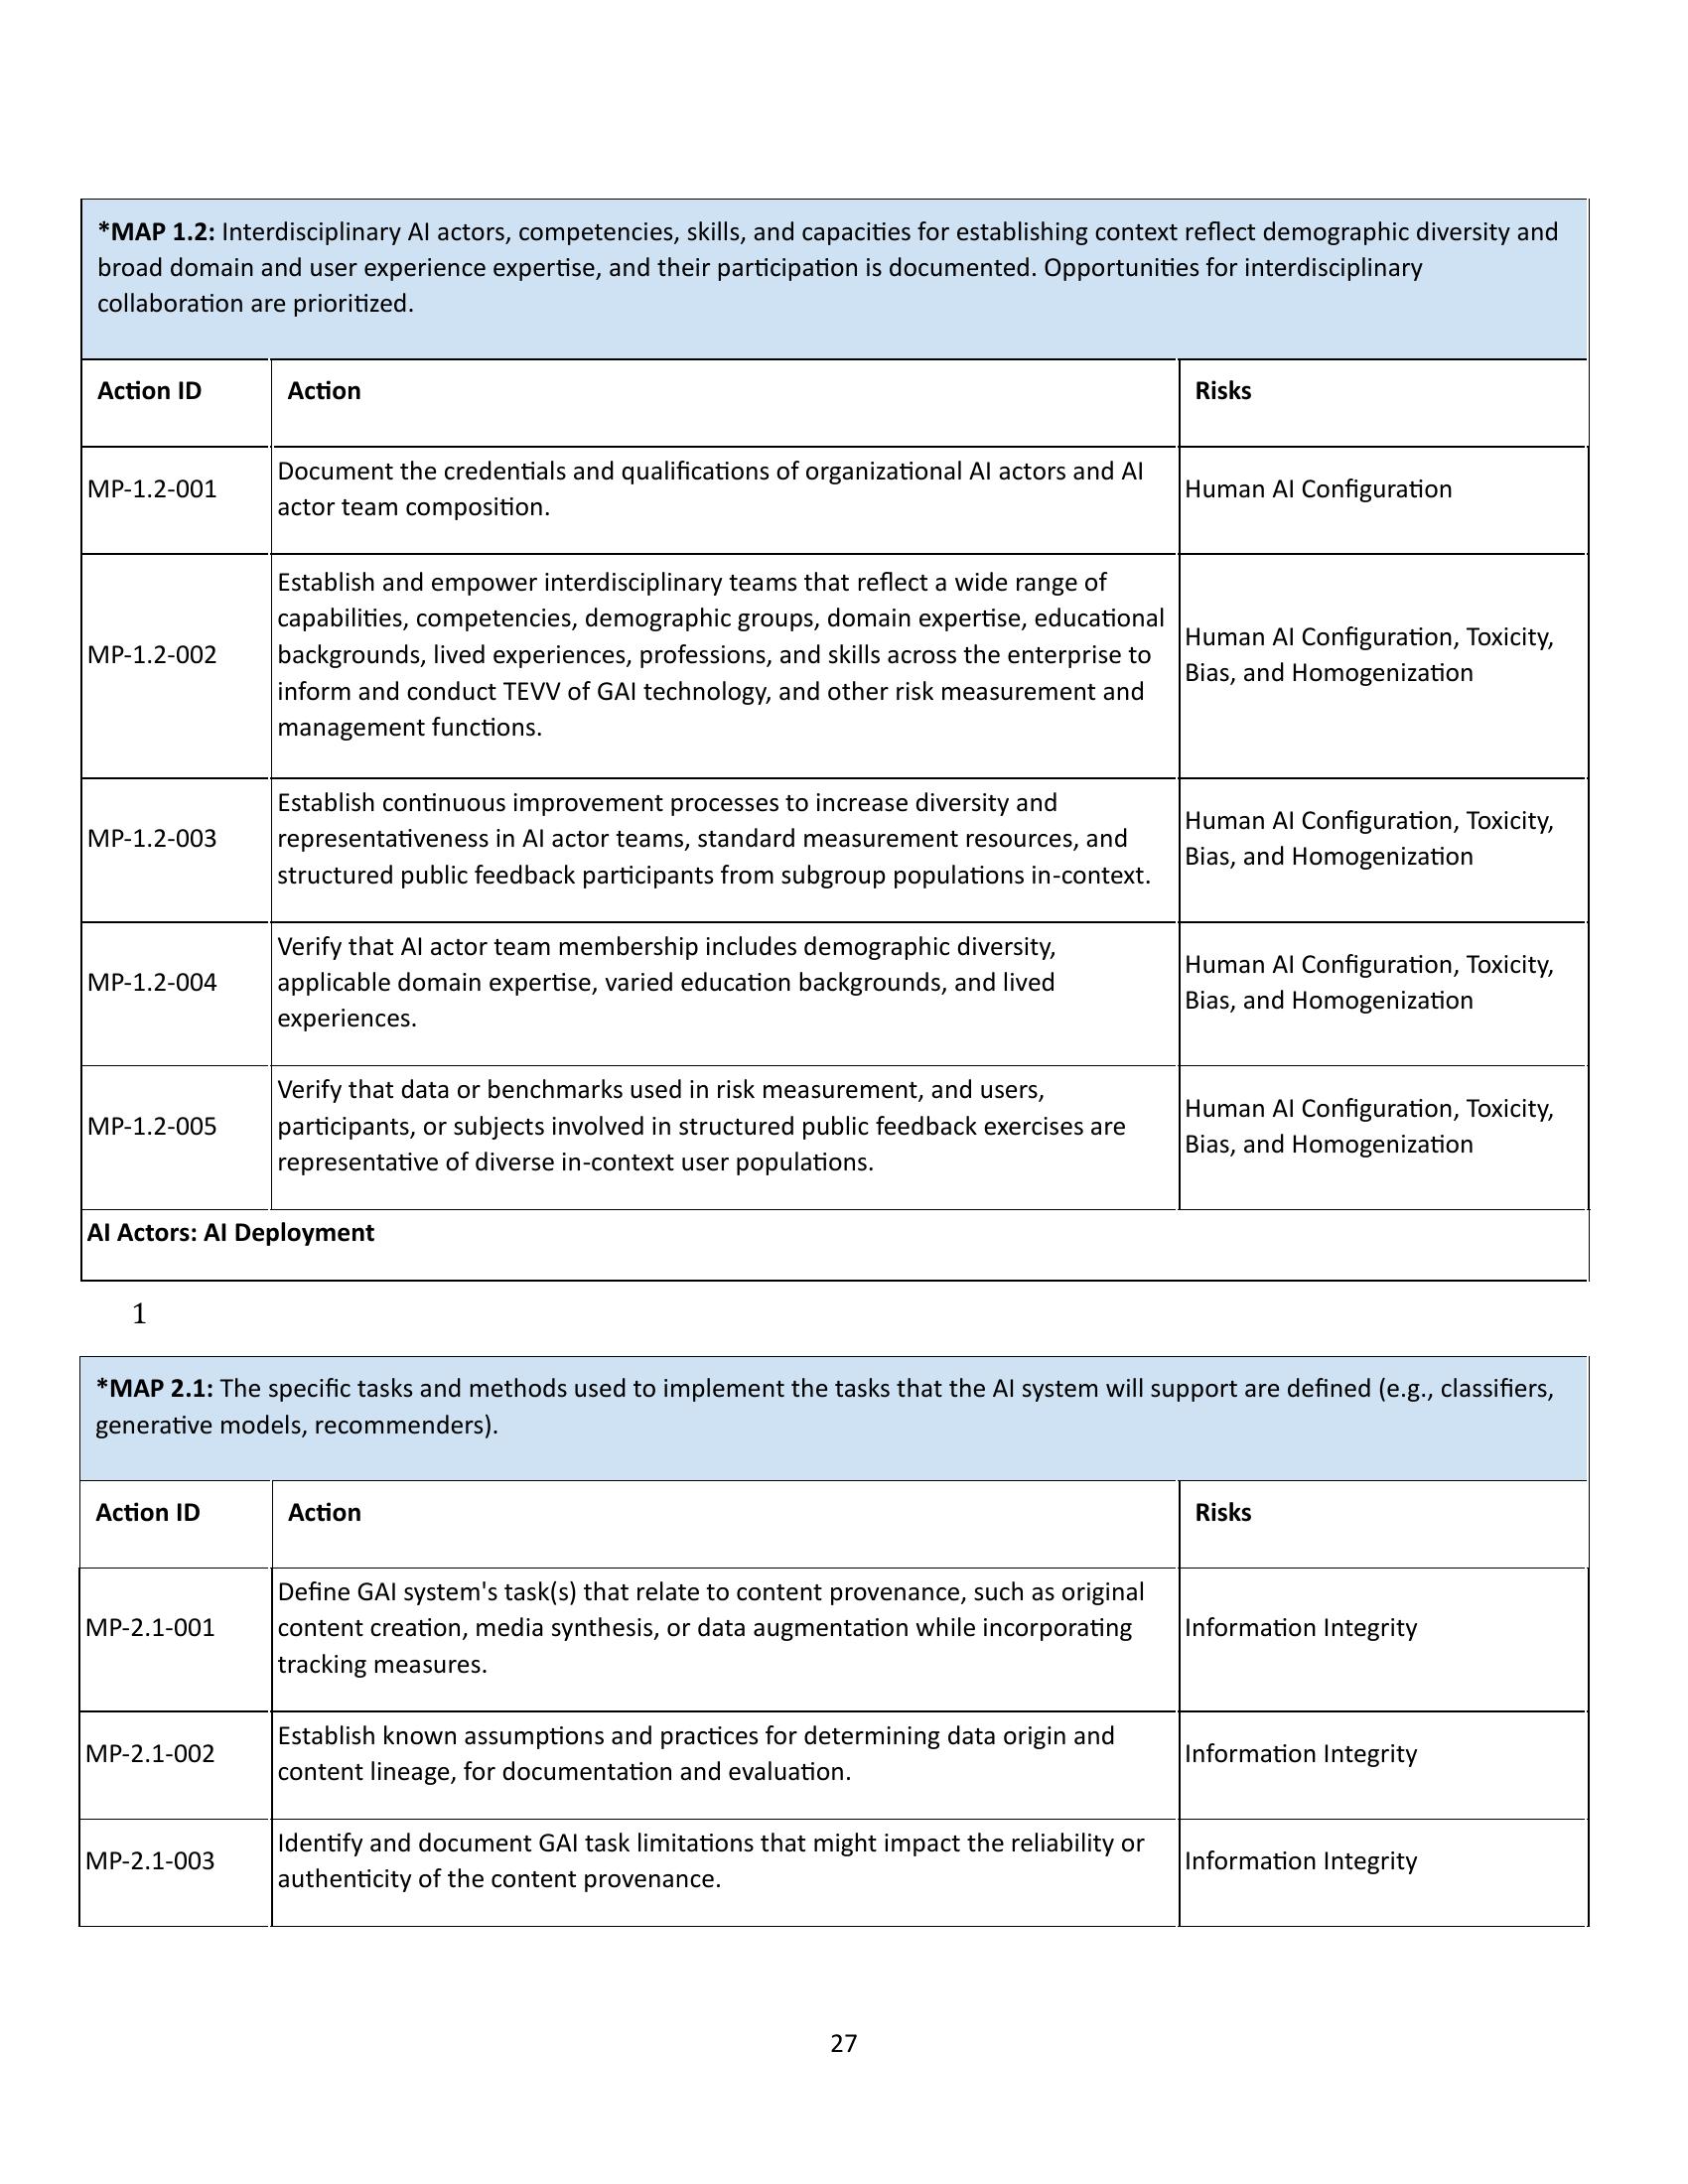 *MAP 1.2: Interdisciplinary AI actors, competencies, skills, and capacities for establishing context reflect demographic diversity and
broad domain and user experience expertise, and their participation is documented. Opportunities for interdisciplinary
collaboration are prioritized.
Action ID
Action
Risks
MP-1.2-001
Document the credentials and qualifications of organizational AI actors and AI
actor team composition.
Human AI Configuration
MP-1.2-002
Establish and empower interdisciplinary teams that reflect a wide range of
capabilities, competencies, demographic groups, domain expertise, educational
backgrounds, lived experiences, professions, and skills across the enterprise to
inform and conduct TEVV of GAI technology, and other risk measurement and
management functions.
Human AI Configuration, Toxicity,
Bias, and Homogenization
MP-1.2-003
Establish continuous improvement processes to increase diversity and
representativeness in AI actor teams, standard measurement resources, and
structured public feedback participants from subgroup populations in-context.
Human AI Configuration, Toxicity,
Bias, and Homogenization
MP-1.2-004
Verify that AI actor team membership includes demographic diversity,
applicable domain expertise, varied education backgrounds, and lived
experiences.
Human AI Configuration, Toxicity,
Bias, and Homogenization
MP-1.2-005
Verify that data or benchmarks used in risk measurement, and users,
participants, or subjects involved in structured public feedback exercises are
representative of diverse in-context user populations.
Human AI Configuration, Toxicity,
Bias, and Homogenization
AI Actors: AI Deployment
1
*MAP 2.1: The specific tasks and methods used to implement the tasks that the AI system will support are defined (e.g., classifiers,
generative models, recommenders).
Action ID
Action
Risks
MP-2.1-001
Define GAI system's task(s) that relate to content provenance, such as original
content creation, media synthesis, or data augmentation while incorporating
tracking measures.
Information Integrity
MP-2.1-002
Establish known assumptions and practices for determining data origin and
content lineage, for documentation and evaluation.
Information Integrity
MP-2.1-003
Identify and document GAI task limitations that might impact the reliability or
authenticity of the content provenance.
Information Integrity
27